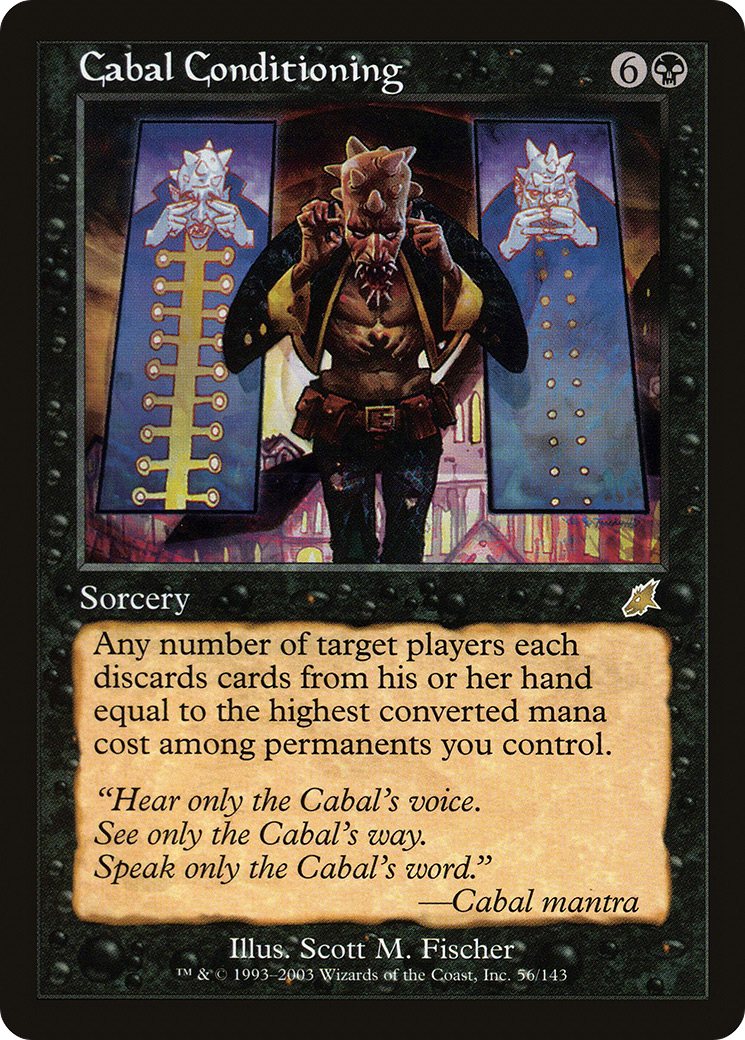 Cabal Conditioning
6
Sorcery
Any number of target players each
discards cards from his or her hand
equal to the highest converted mana
cost among permanents you control.
“Hear only the Cabal’s voice.
See only the Cabal’s way.
Speak only the Cabal’s word.”
—Cabal mantra
Illus. Scott M. Fischer
™ & © 1993–2003 Wizards of the Coast, Inc. 56/143